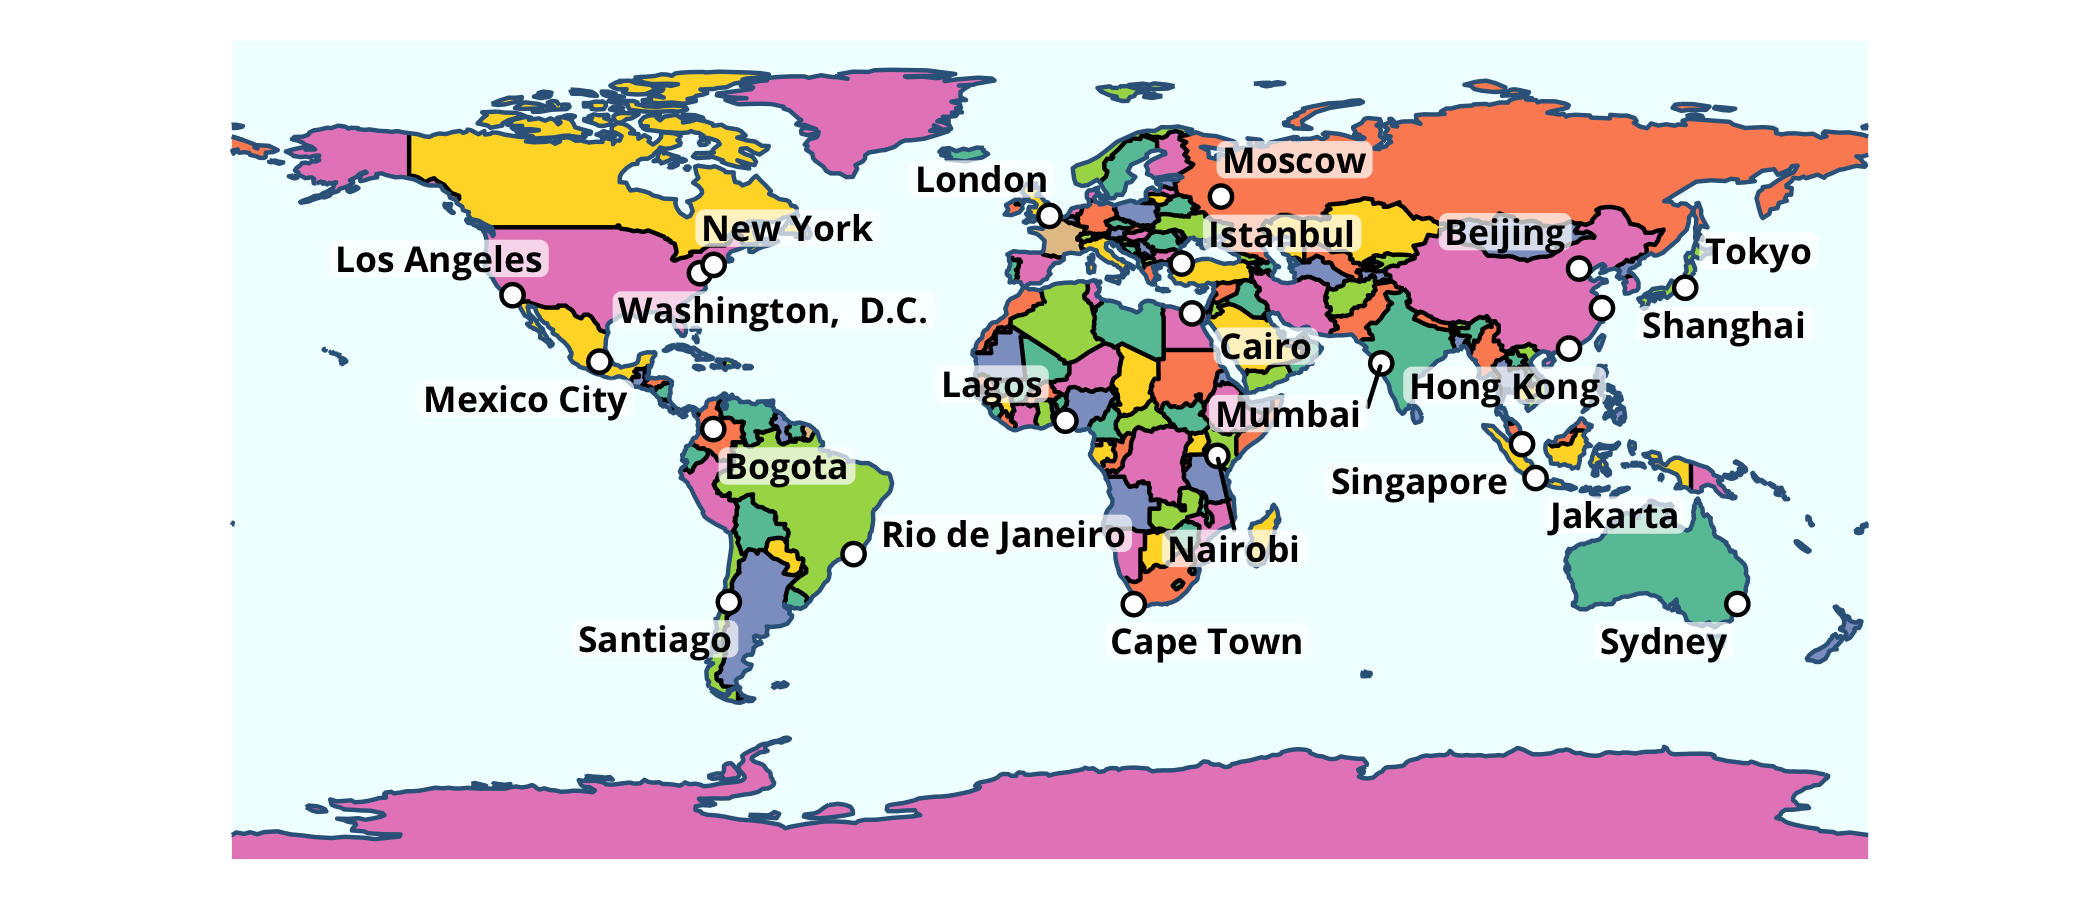 Moscow
London
New York
Istanbul
Beijing
Tokyo
Los Angeles
Washington,  D.C.
Shanghai
Cairo
Lagos
Hong Kong
Mexico City
Mumbai
Bogota
Singapore
Jakarta
Rio de Janeiro
Nairobi
Santiago
Cape Town
Sydney